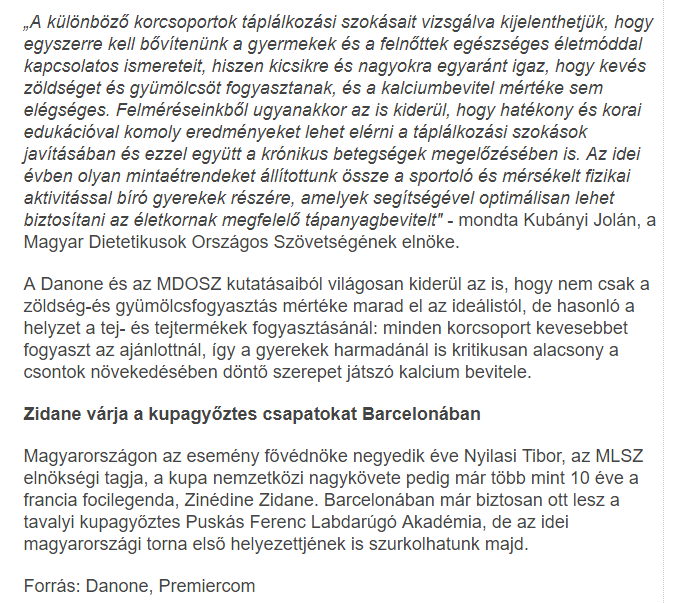 „A különböző korcsoportok táplálkozási szokásait vizsgálva kijelenthetjük, hogy
egyszerre kell bővítenünk a gyermekek és a felnőttek egészséges életmóddal
kapcsolatos ismereteit, hiszen kicsikre és nagyokra egyaránt igaz, hogy kevés
zöldséget és gyümölcsöt fogyasztanak, és a kalciumbevitel mértéke sem
elégséges. Felméréseinkből ugyanakkor az is kiderül, hogy hatékony és korai
edukációval komoly eredményeket lehet elérni a táplálkozási szokások
javításában és ezzel együtt a krónikus betegségek megelőzésében is. Az idei
évben olyan mintaétrendeket állítottunk össze a sportoló és mérsékelt fizikai
aktivitással bíró gyerekek részére, amelyek segítségével optimálisan lehet
biztosítani az életkornak megfelelő tápanyagbevitelt" - mondta Kubányi Jolán, a
Magyar Dietetikusok Országos Szövetségének elnöke.
A Danone és az MDOSZ kutatásaiból világosan kiderül az is, hogy nem csak a
zöldség-és gyümölcsfogyasztás mértéke marad el az ideálistól, de hasonló a
helyzet a tej- és tejtermékek fogyasztásánál: minden korcsoport kevesebbet
fogyaszt az ajánlottnál, így a gyerekek harmadánál is kritikusan alacsony a
csontok növekedésében döntő szerepet játszó kalcium bevitele.
Zidane várja a kupagyőztes csapatokat Barcelonában
Magyarországon az esemény fővédnöke negyedik éve Nyilasi Tibor, az MLSZ
elnökségi tagja, a kupa nemzetközi nagykövete pedig már több mint 10 éve a
francia focilegenda, Zinédine Zidane. Barcelonában már biztosan ott lesz a
tavalyi kupagyőztes Puskás Ferenc Labdarúgó Akadémia, de az idei
magyarországi torna első helyezettjének is szurkolhatunk majd.
Forrás: Danone, Premiercom